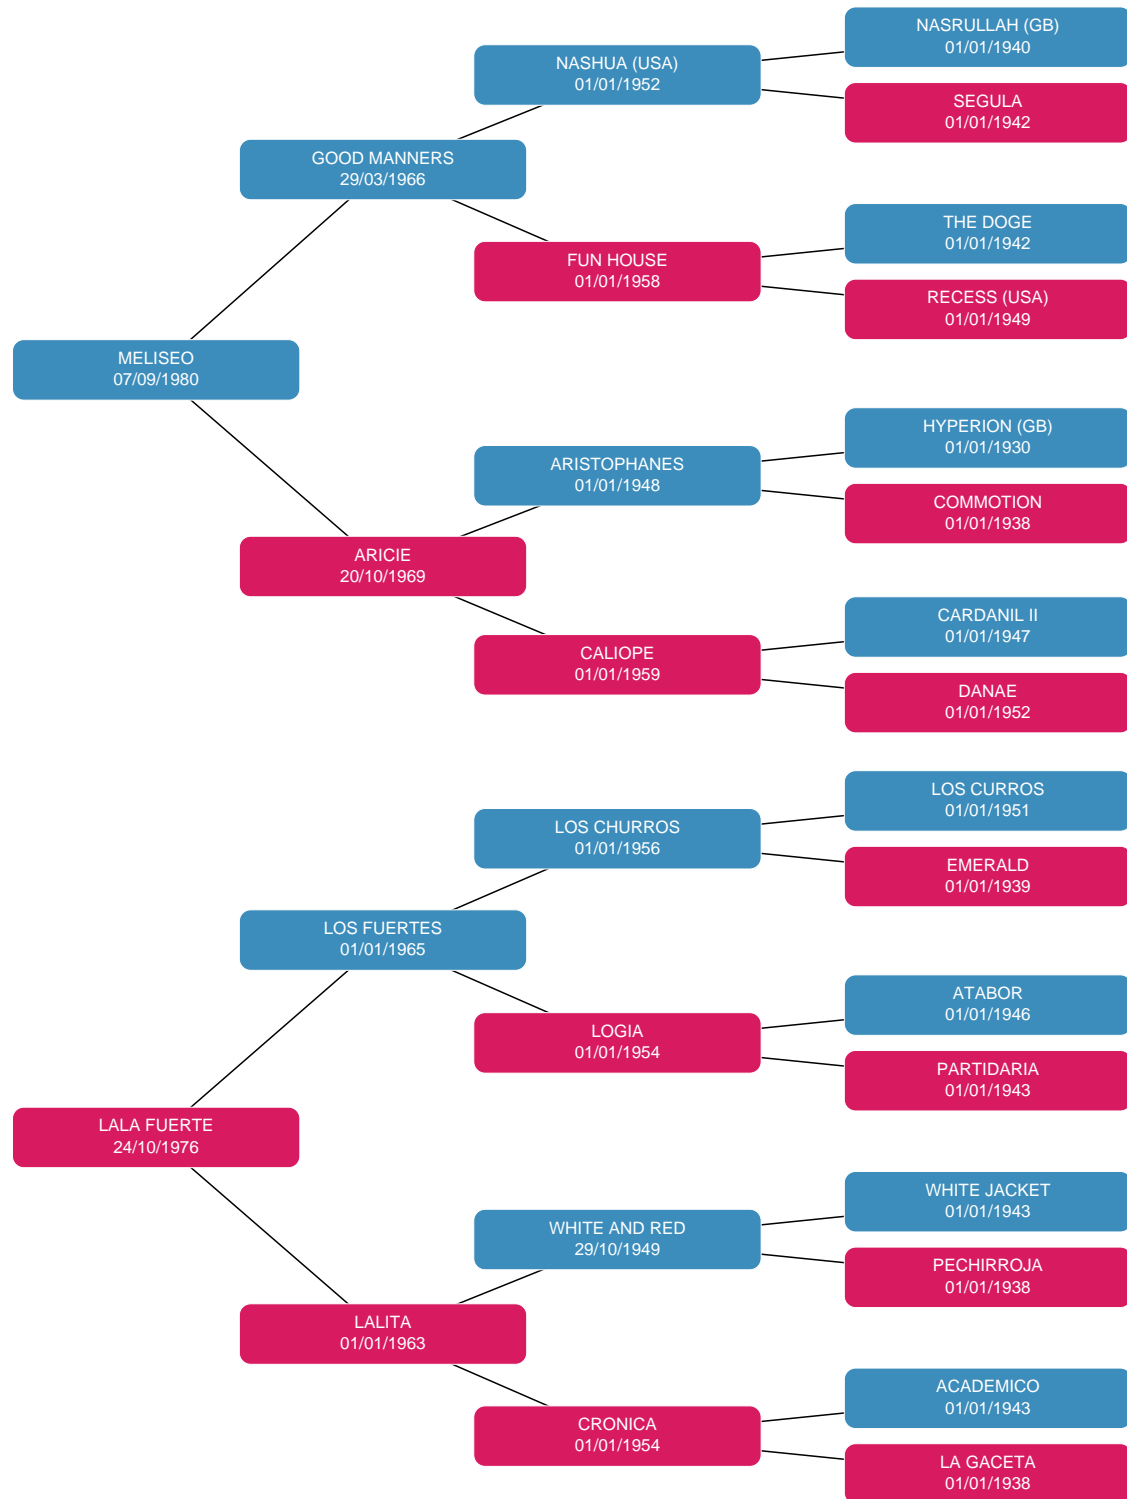 NASRULLAH (GB)
01/01/1940
NASHUA (USA)
01/01/1952
SEGULA
01/01/1942
GOOD MANNERS
29/03/1966
THE DOGE
01/01/1942
FUN HOUSE
01/01/1958
RECESS (USA)
01/01/1949
MELISEO
07/09/1980
HYPERION (GB)
01/01/1930
ARISTOPHANES
01/01/1948
COMMOTION
01/01/1938
ARICIE
20/10/1969
CARDANIL II
01/01/1947
CALIOPE
01/01/1959
DANAE
01/01/1952
LOS CURROS
01/01/1951
LOS CHURROS
01/01/1956
EMERALD
01/01/1939
LOS FUERTES
01/01/1965
ATABOR
01/01/1946
LOGIA
01/01/1954
PARTIDARIA
01/01/1943
LALA FUERTE
24/10/1976
WHITE JACKET
01/01/1943
WHITE AND RED
29/10/1949
PECHIRROJA
01/01/1938
LALITA
01/01/1963
ACADEMICO
01/01/1943
CRONICA
01/01/1954
LA GACETA
01/01/1938